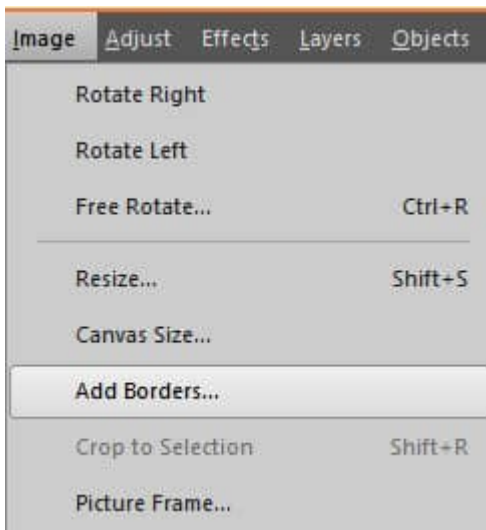 Image Adjust Effects Layers Objects
Rotate Right
Rotate Left
Free Rotate... Ctrl+R
Resize... Shift+S
Canvas Size...
Add Borders...
Crop to Selection Shift+R
Picture Frame...